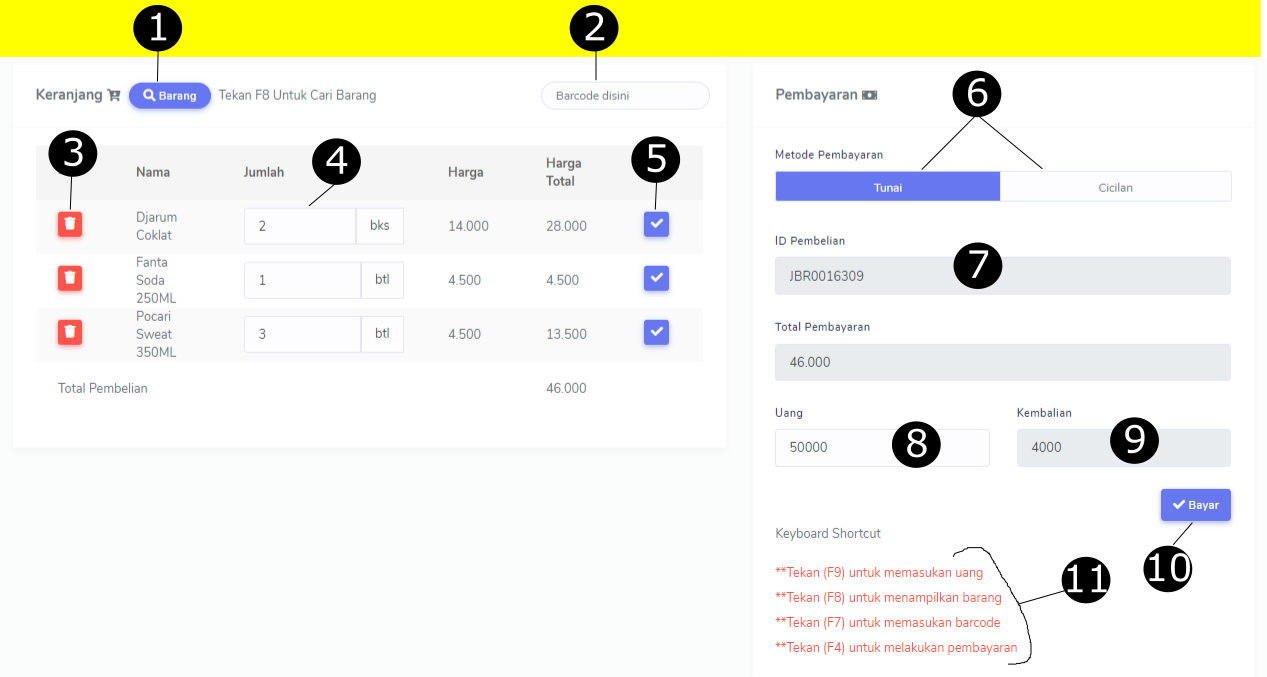 1
2
Keranjang Barang Tekan F8 Untuk Cari Barang Barcode disini
3
4
5
Nama Jumlah Harga Harga Total
Djarum Coklat 2 bks 14.000 28.000
Fanta Soda 250ML 1 btl 4.500 4.500
Pocari Sweat 350ML 3 btl 4.500 13.500
Total Pembelian 46.000
Pembayaran
6
Metode Pembayaran
Tunai Cicilan
ID Pembelian
JBR0016309
7
Total Pembayaran
46.000
Uang Kembalian
50000 8 4000 9
Bayar
10
Keyboard Shortcut
**Tekan (F9) untuk memasukan uang
**Tekan (F8) untuk menampilkan barang
**Tekan (F7) untuk memasukan barcode
**Tekan (F4) untuk melakukan pembayaran
11